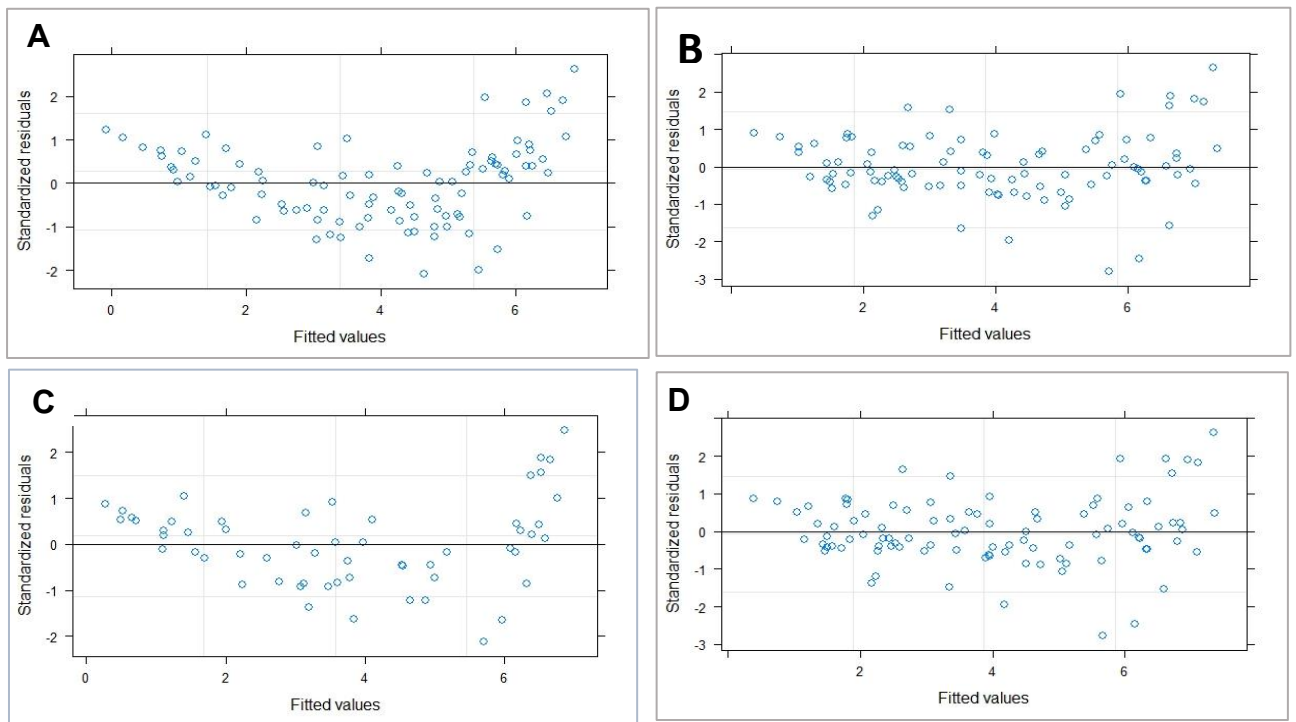 A
2
1
0
-1
-2
Standardized residuals
0 2 4 6
Fitted values
B
2
1
0
-1
-2
-3
Standardized residuals
2 4 6
Fitted values
C
2
1
0
-1
-2
Standardized residuals
0 2 4 6
Fitted values
D
2
1
0
-1
-2
-3
Standardized residuals
2 4 6
Fitted values